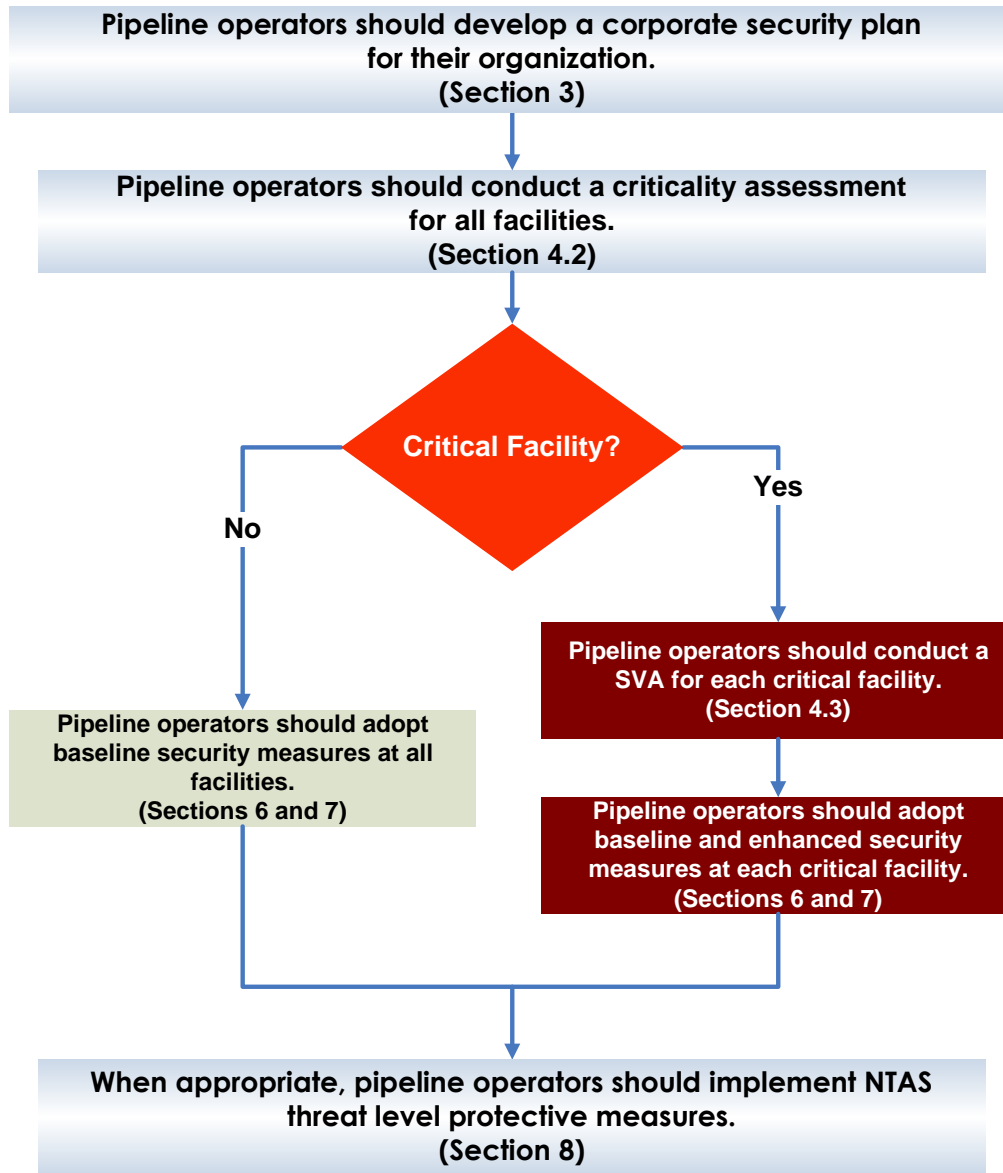 Pipeline operators should develop a corporate security plan
for their organization.
(Section 3)
Pipeline operators should conduct a criticality assessment
for all facilities.
(Section 4.2)
Critical Facility?
No
Yes
Pipeline operators should conduct a
SVA for each critical facility.
(Section 4.3)
Pipeline operators should adopt
baseline security measures at all
facilities.
(Sections 6 and 7)
Pipeline operators should adopt
baseline and enhanced security
measures at each critical facility.
(Sections 6 and 7)
When appropriate, pipeline operators should implement NTAS
threat level protective measures.
(Section 8)